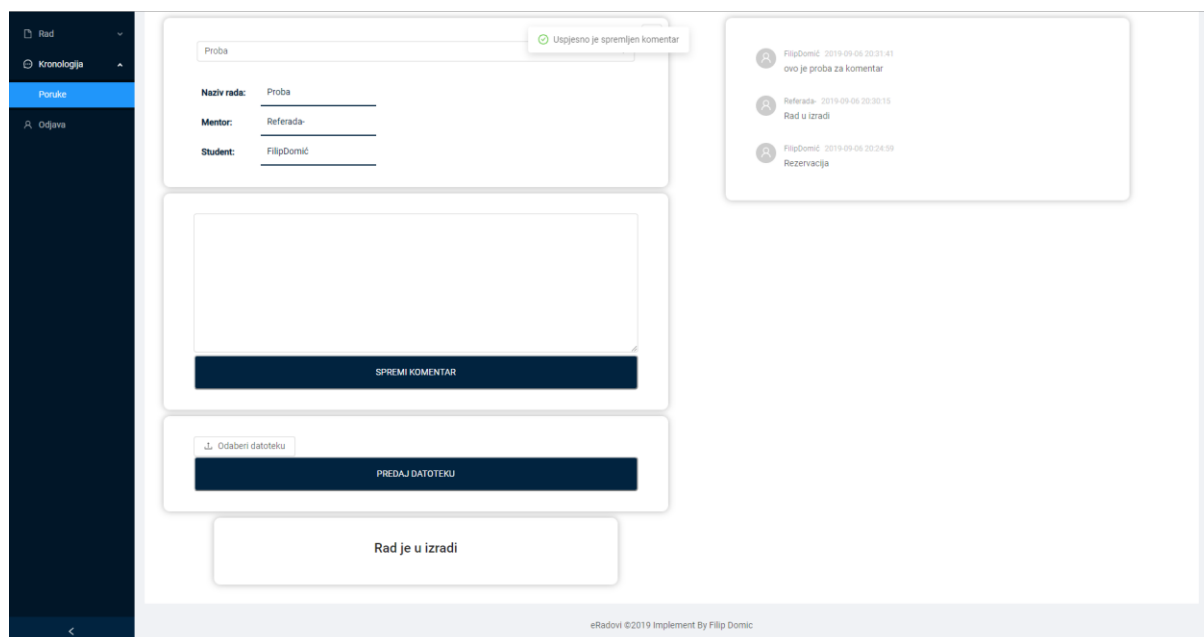 Rad
Kronologija
Poruke
Odjava
Uspjesno je spremljen komentar
Proba
Naziv rada: Proba
Mentor: Referada-
Student: FilipDomić
SPREMI KOMENTAR
Odaberi datoteku
PREDAJ DATOTEKU
Rad je u izradi
FilipDomić 2019-09-06 20:31:41
ovo je proba za komentar
Referada- 2019-09-06 20:30:15
Rad u izradi
FilipDomić 2019-09-06 20:24:59
Rezervacija
eRadovi ©2019 Implement By Filip Domic